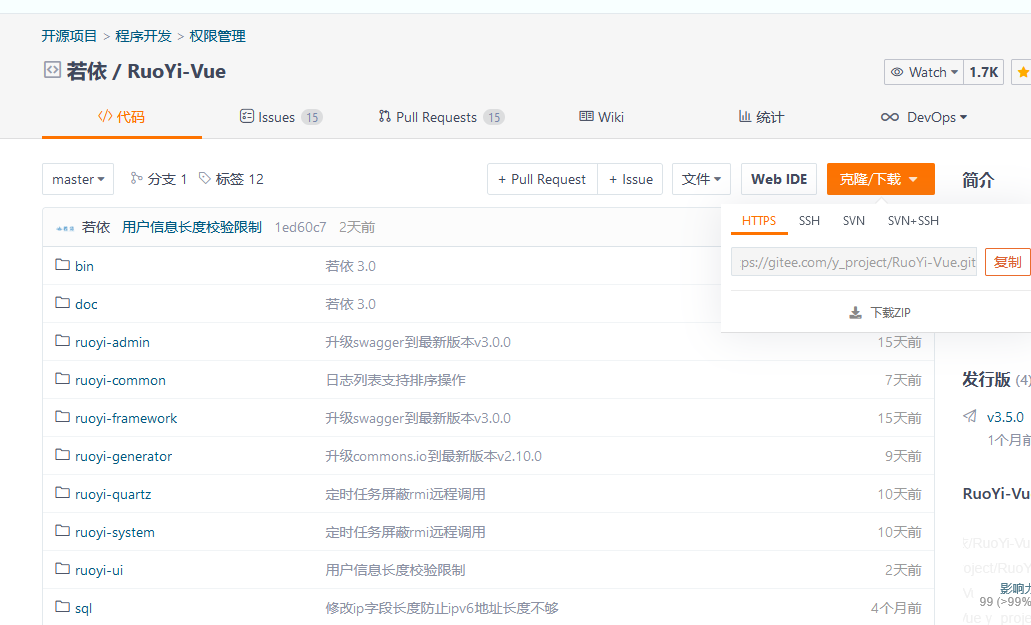 开源项目 > 程序开发 > 权限管理
若依 / RuoYi-Vue
Watch 1.7K
代码 Issues 15 Pull Requests 15 Wiki 统计 DevOps
master 分支 1 标签 12 + Pull Request + Issue 文件 Web IDE 克隆/下载 简介
HTTPS SSH SVN SVN+SSH
若依 用户信息长度校验限制 1ed60c7 2天前
ps://gitee.com/y_project/RuoYi-Vue.git 复制
bin 若依 3.0
doc 若依 3.0
下载ZIP
ruoyi-admin 升级swagger到最新版本v3.0.0 15天前
ruoyi-common 日志列表支持排序操作 7天前
发行版 (4)
ruoyi-framework 升级swagger到最新版本v3.0.0 15天前
v3.5.0
1个月前
ruoyi-generator 升级commons.io到最新版本v2.10.0 9天前
ruoyi-quartz 定时任务屏蔽rmi远程调用 10天前
RuoYi-Vu
ruoyi-system 定时任务屏蔽rmi远程调用 10天前
ruoyi-ui 用户信息长度校验限制 2天前
sql 修改ip字段长度防止ipv6地址长度不够 4个月前
影响力
99 (>99%